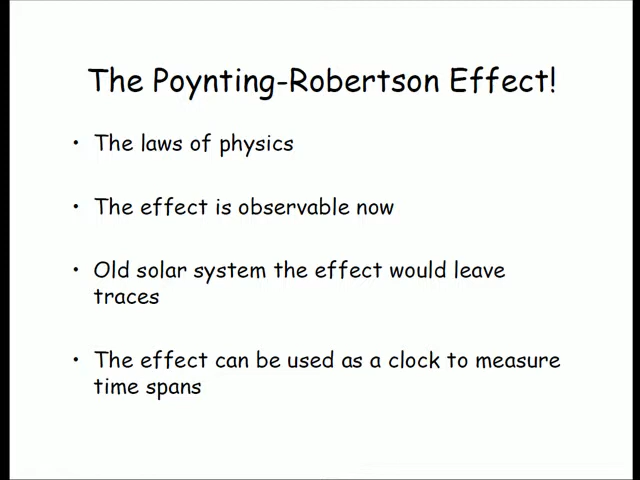 The Poynting-Robertson Effect!
• The laws of physics
• The effect is observable now
• Old solar system the effect would leave
traces
• The effect can be used as a clock to measure
time spans